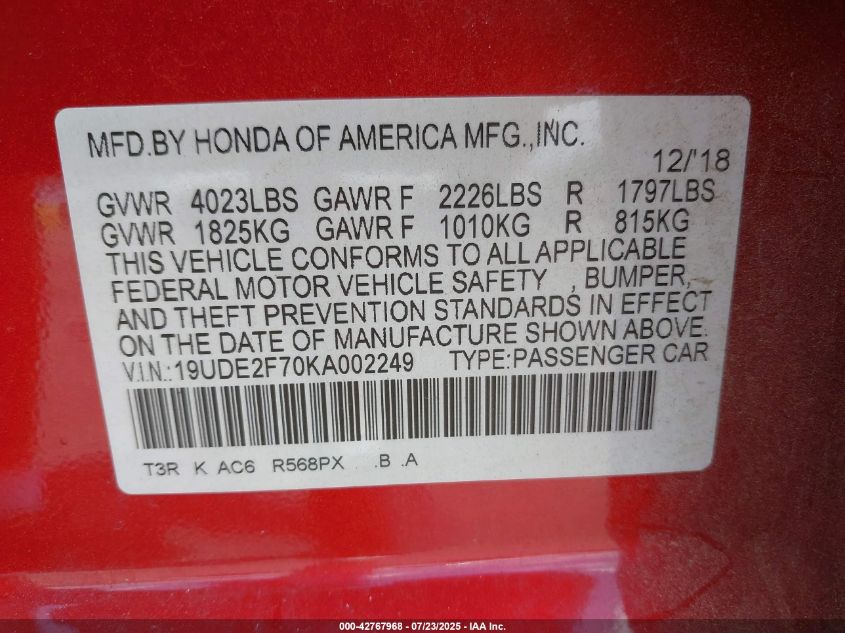 MFD.BY HONDA OF AMERICA MFG.,INC.
12/'18
GVWR 4023LBS GAWR F 2226LBS R 1797LBS
GVWR 1825KG GAWR F 1010KG R 815KG
THIS VEHICLE CONFORMS TO ALL APPLICABLE
FEDERAL MOTOR VEHICLE SAFETY , BUMPER,
AND THEFT PREVENTION STANDARDS IN EFFECT
ON THE DATE OF MANUFACTURE SHOWN ABOVE.
V.I.N.:19UDE2F70KA002249 TYPE:PASSENGER CAR
T3R K AC6 R568PX .B .A
000-42767968 - 07/23/2025 - IAA Inc.